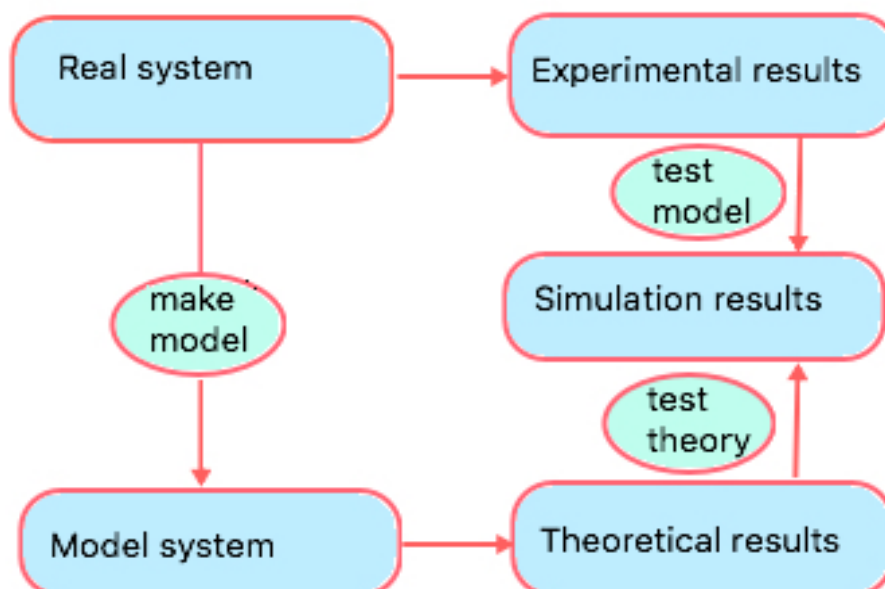 Real system
Experimental results
test
model
make
model
Simulation results
test
theory
Model system
Theoretical results